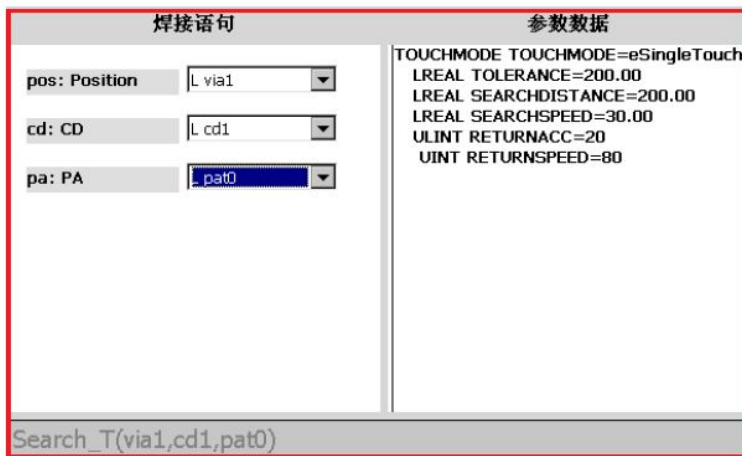 焊接语句
参数数据
pos: Position
L via1
cd: CD
L cd1
pa: PA
L pat0
TOUCHMODE TOUCHMODE=eSingleTouch
LREAL TOLERANCE=200.00
LREAL SEARCHDISTANCE=200.00
LREAL SEARCHSPEED=30.00
ULINT RETURNACC=20
UINT RETURNSPEED=80
Search_T(via1,cd1,pat0)